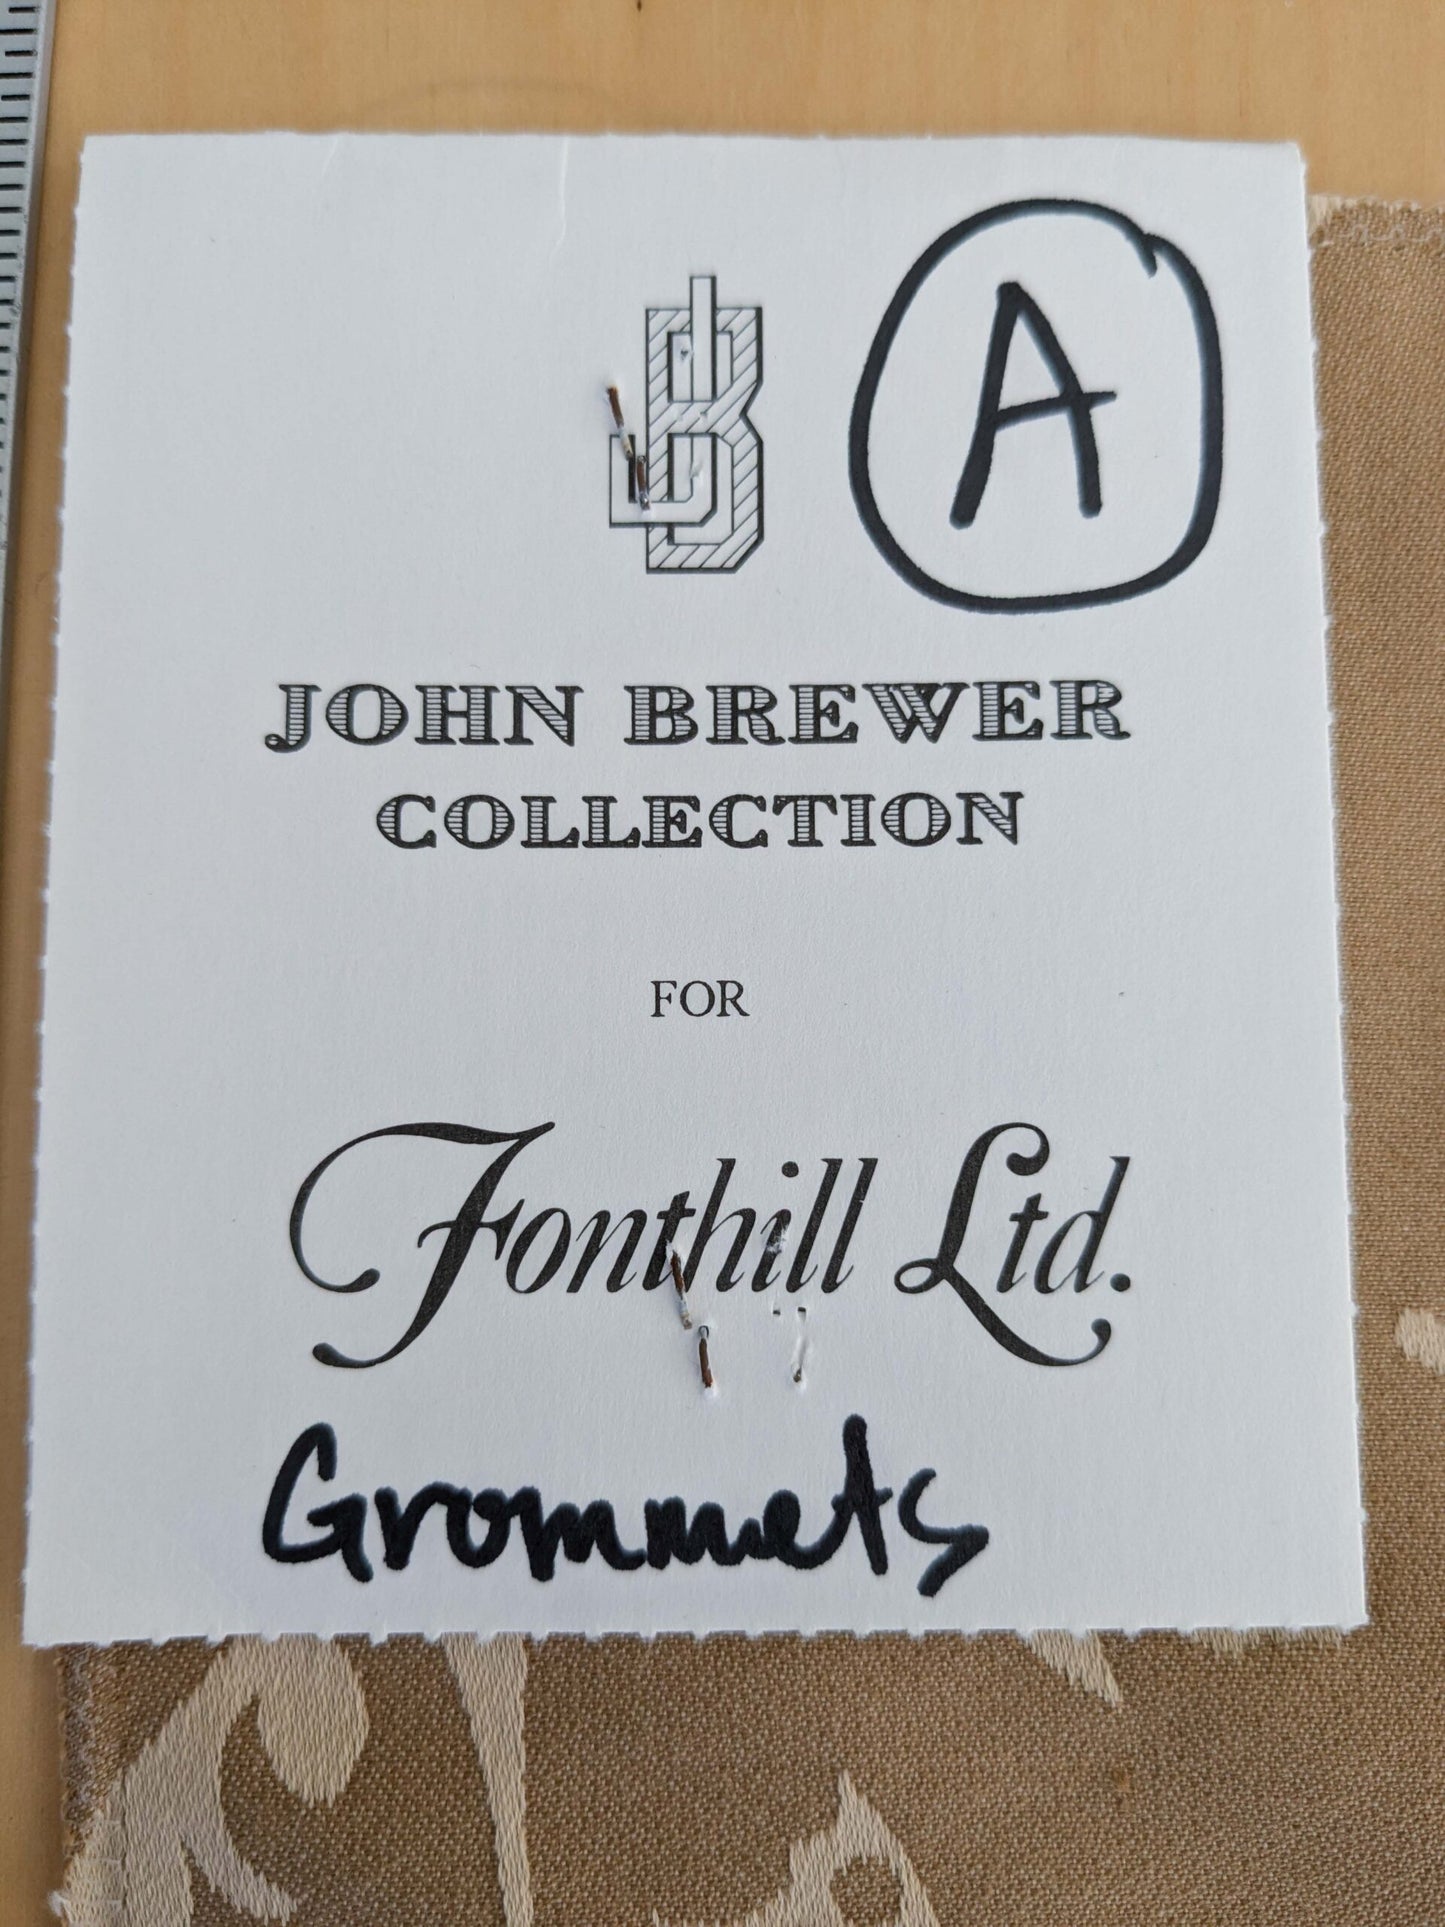 JB
A
JOHN BREWER
COLLECTION
FOR
Fonthill Ltd.
Grommets